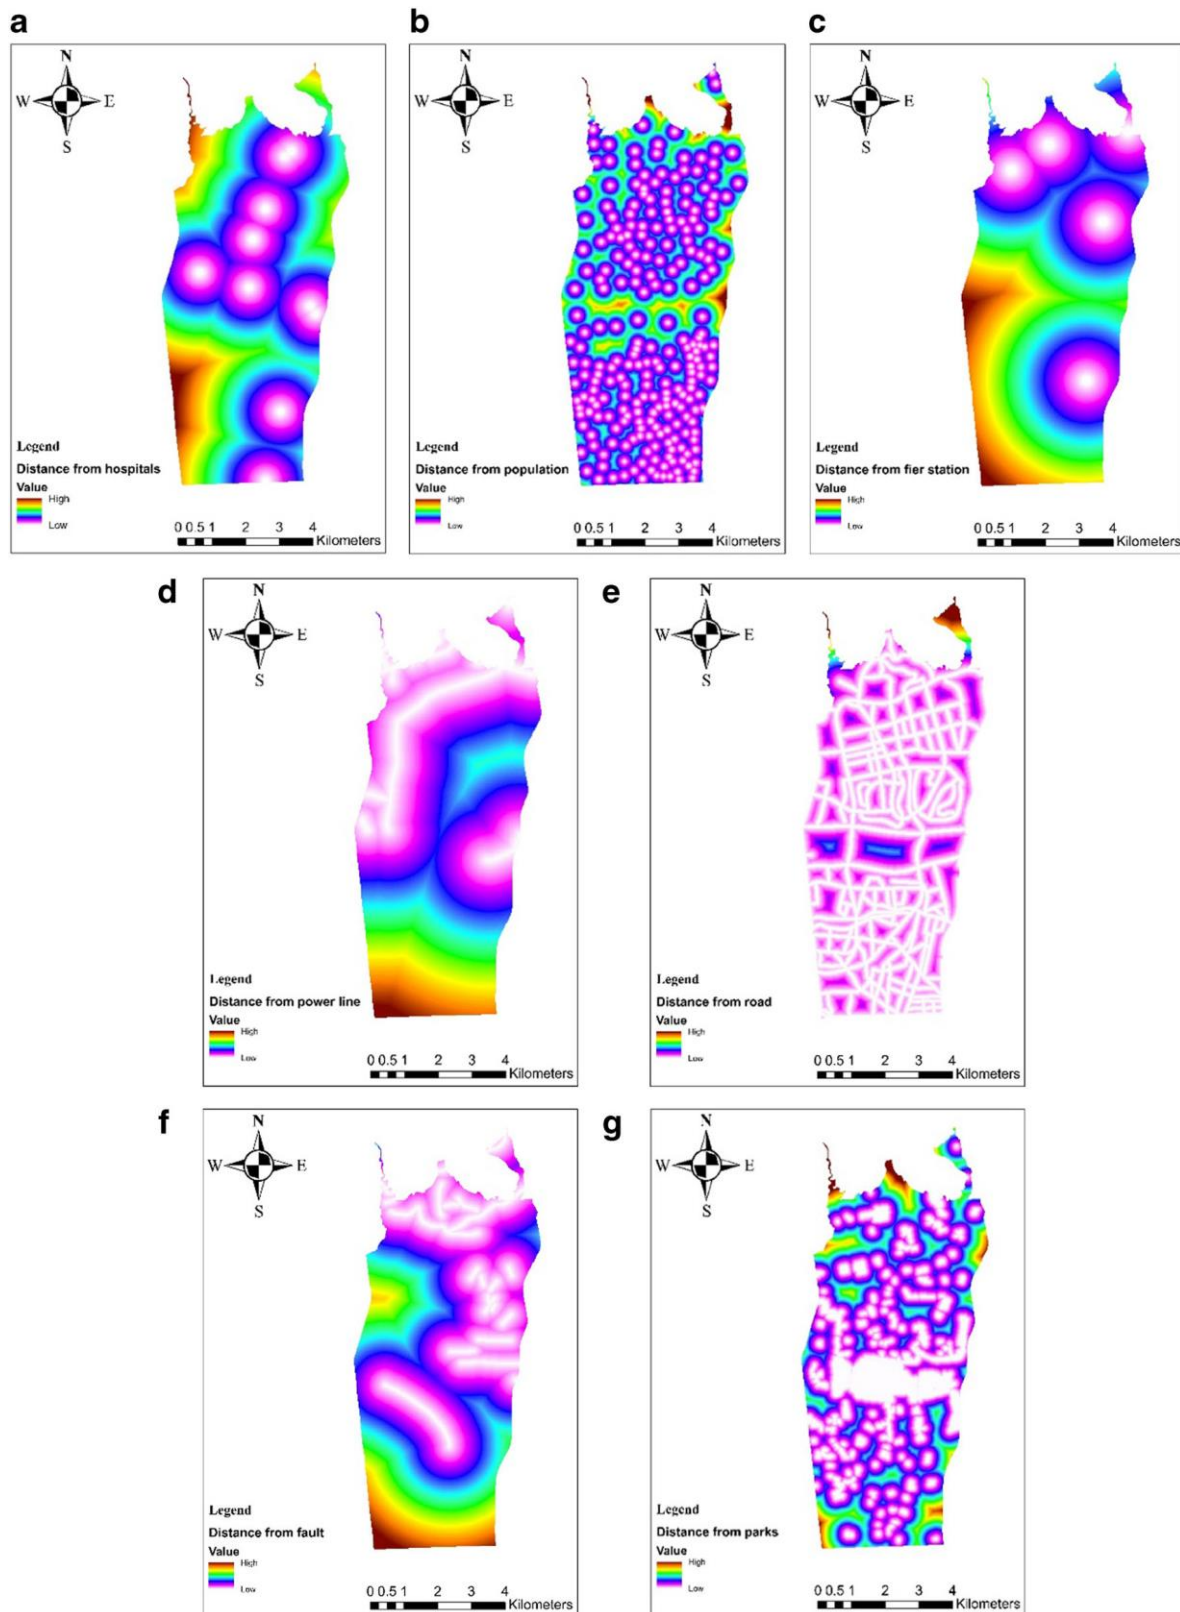 a
b
c
N
W E
S
Legend
Distance from hospitals
Value
High
Low
0 0.5 1 2 3 4
Kilometers
N
W E
S
Legend
Distance from population
Value
High
Low
0 0.5 1 2 3 4
Kilometers
N
W E
S
Legend
Distance from fier station
Value
High
Low
0 0.5 1 2 3 4
Kilometers
d
e
N
W E
S
Legend
Distance from power line
Value
High
Low
0 0.5 1 2 3 4
Kilometers
N
W E
S
Legend
Distance from road
Value
High
Low
0 0.5 1 2 3 4
Kilometers
f
g
N
W E
S
Legend
Distance from fault
Value
High
Low
0 0.5 1 2 3 4
Kilometers
N
W E
S
Legend
Distance from parks
Value
High
Low
0 0.5 1 2 3 4
Kilometers